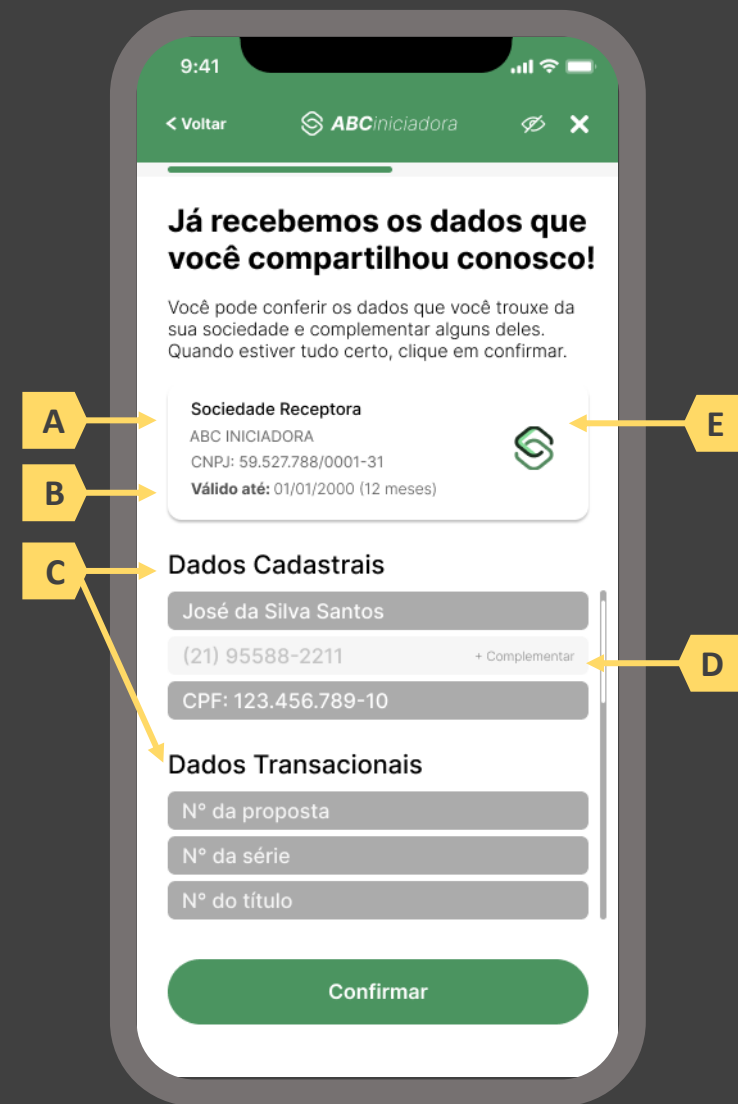 9:41
< Voltar
ABCiniciadora
Já recebemos os dados que
você compartilhou conosco!
Você pode conferir os dados que você trouxe da
sua sociedade e complementar alguns deles.
Quando estiver tudo certo, clique em confirmar.
A
Sociedade Receptora
E
ABC INICIADORA
CNPJ: 59.527.788/0001-31
B
Válido até: 01/01/2000 (12 meses)
C
Dados Cadastrais
José da Silva Santos
(21) 95588-2211
+ Complementar
D
CPF: 123.456.789-10
Dados Transacionais
N° da proposta
N° da série
N° do título
Confirmar